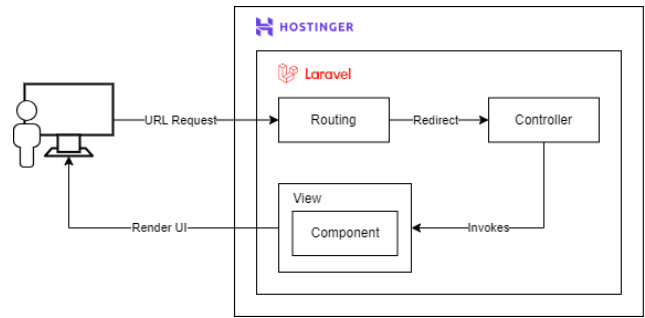 HOSTINGER
Laravel
URL Request
Routing
Redirect
Controller
View
Component
Render UI
Invokes